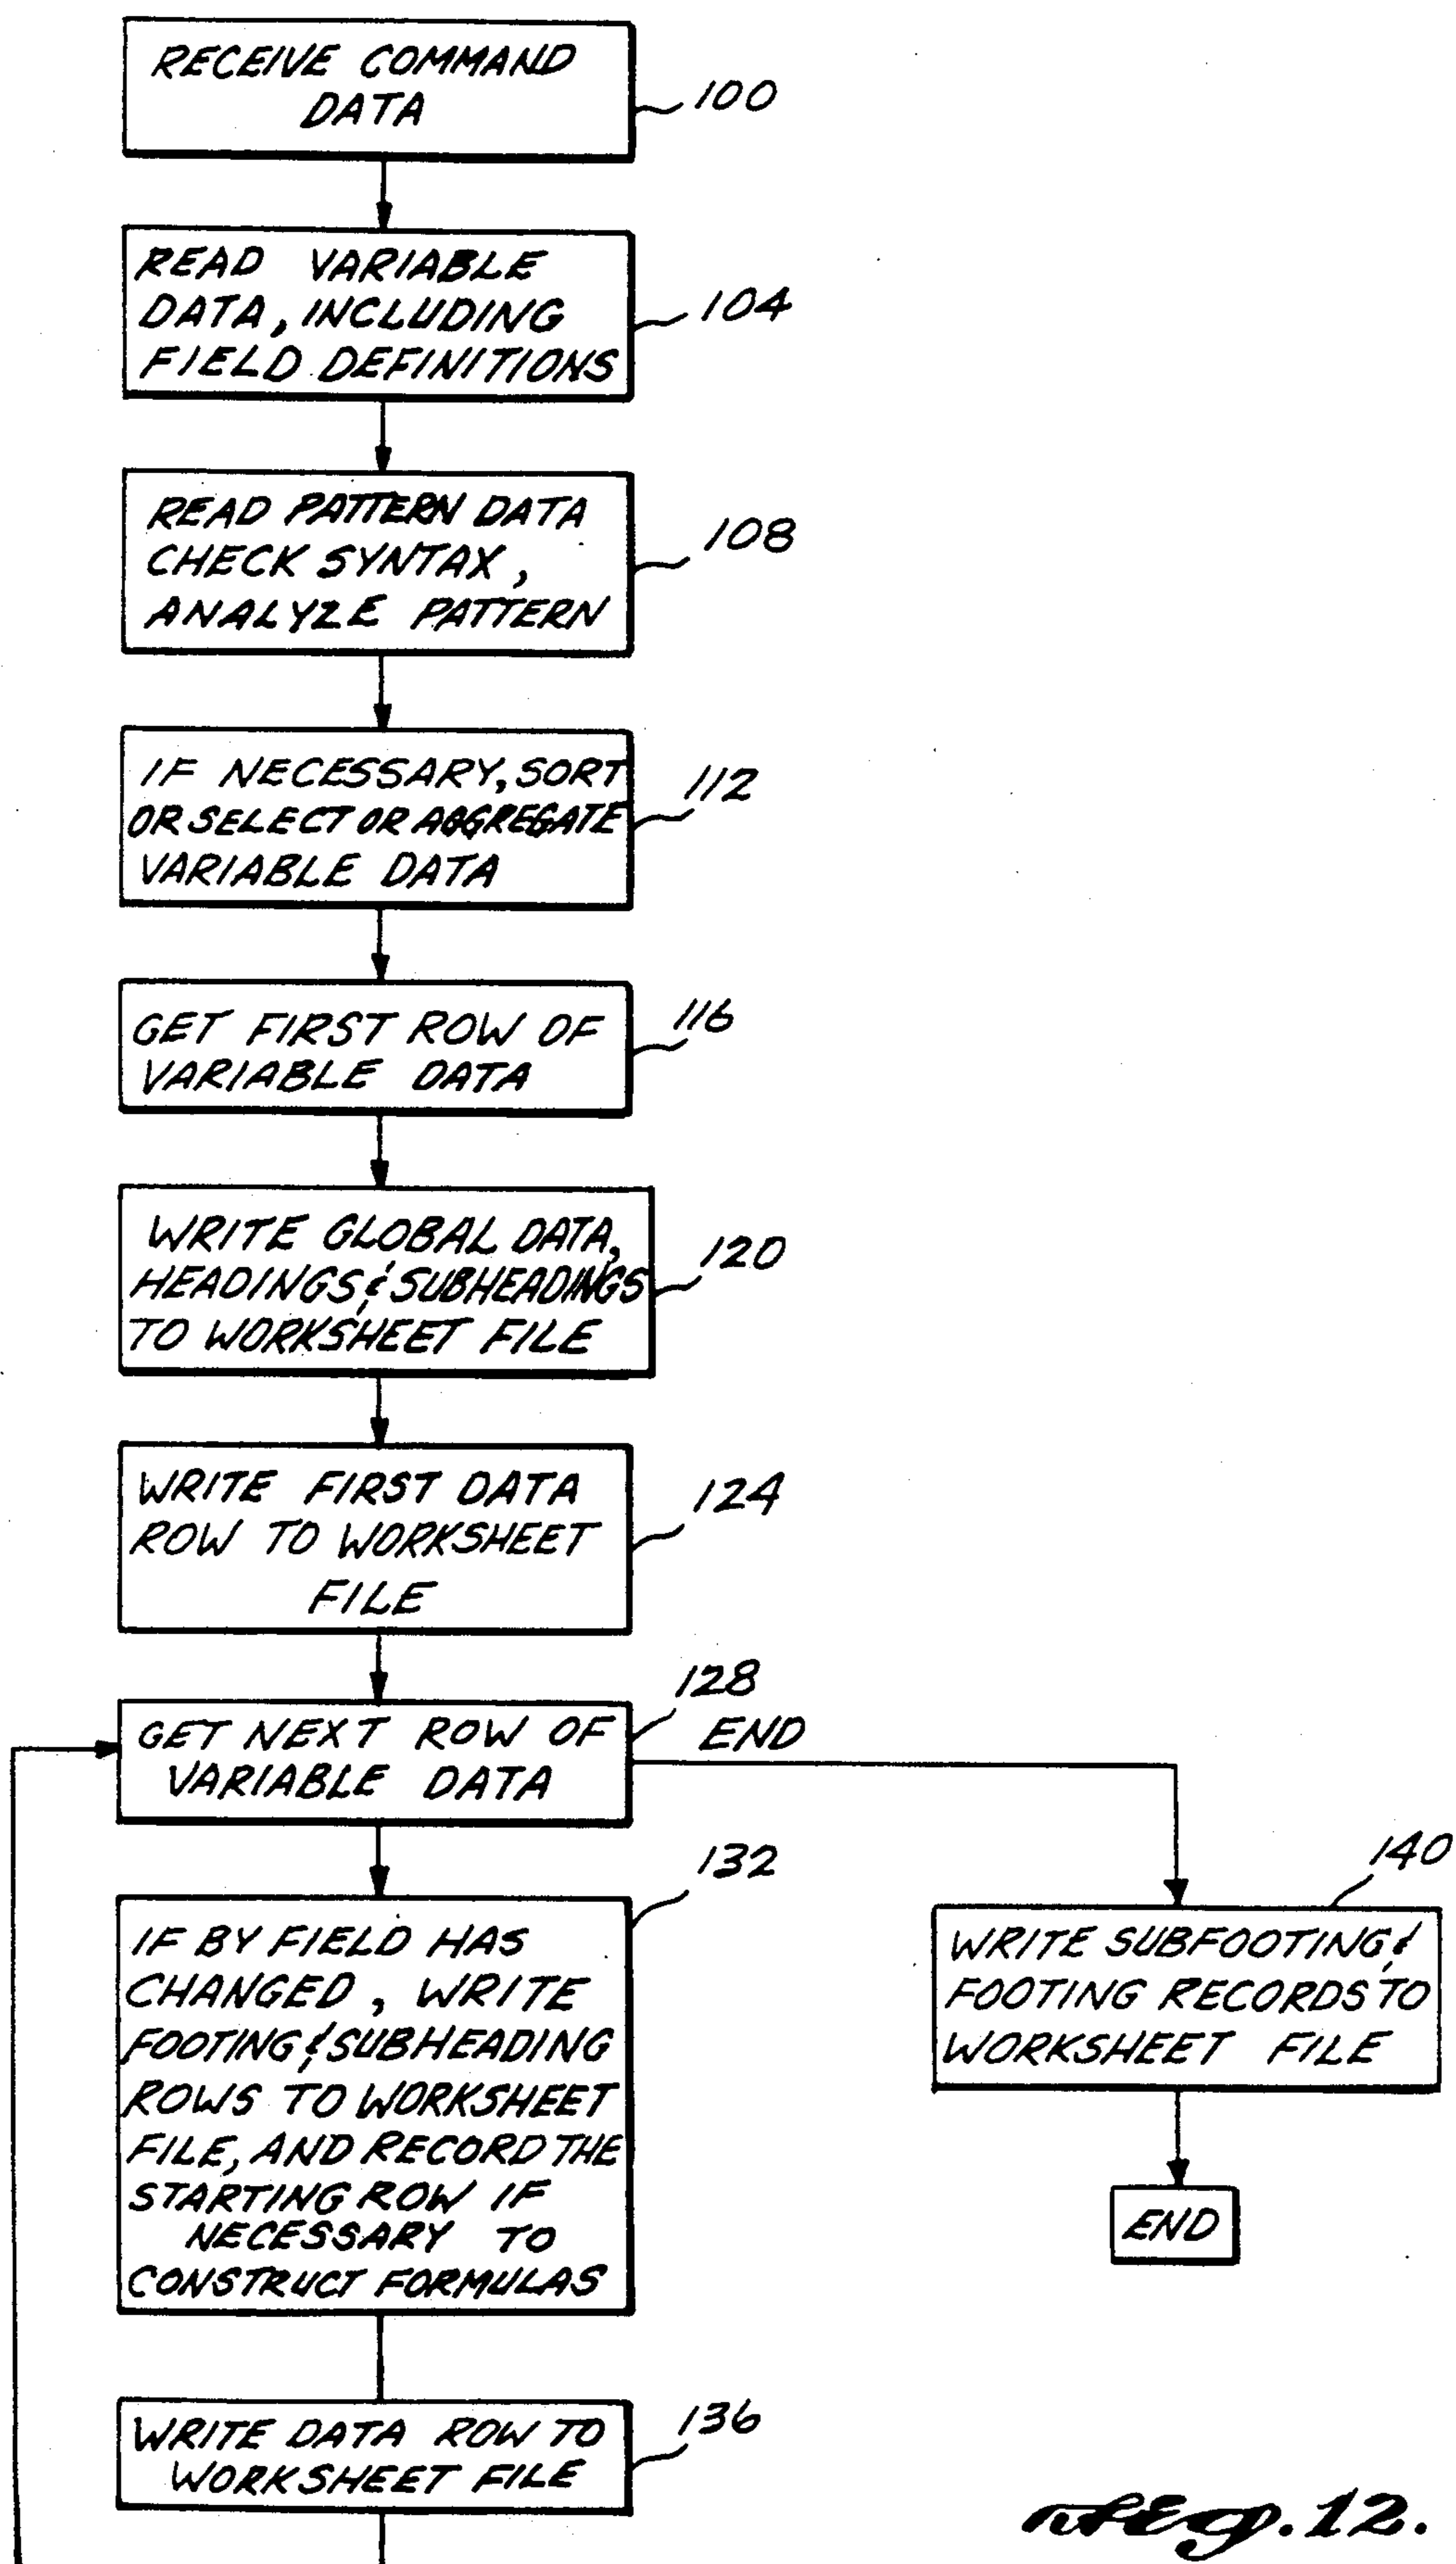 RECEIVE COMMAND
DATA
100
READ VARIABLE
DATA, INCLUDING
FIELD DEFINITIONS
104
READ PATTERN DATA
CHECK SYNTAX,
ANALYZE PATTERN
108
IF NECESSARY, SORT
OR SELECT OR AGGREGATE
VARIABLE DATA
112
GET FIRST ROW OF
VARIABLE DATA
116
WRITE GLOBAL DATA,
HEADINGS & SUBHEADINGS
TO WORKSHEET FILE
120
WRITE FIRST DATA
ROW TO WORKSHEET
FILE
124
GET NEXT ROW OF
VARIABLE DATA
128
END
IF BY FIELD HAS
CHANGED, WRITE
FOOTING & SUBHEADING
ROWS TO WORKSHEET
FILE, AND RECORD THE
STARTING ROW IF
NECESSARY TO
CONSTRUCT FORMULAS
132
WRITE SUBFOOTING &
FOOTING RECORDS TO
WORKSHEET FILE
140
END
WRITE DATA ROW TO
WORKSHEET FILE
136
Fig. 12.